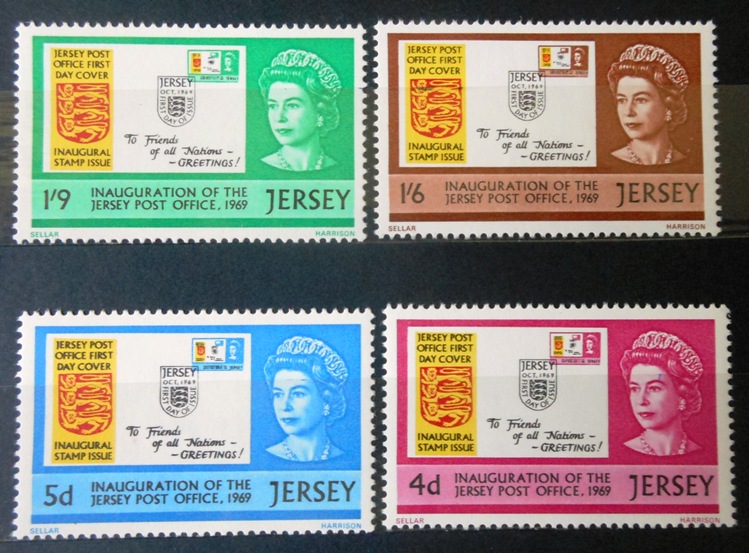 JERSEY POST
OFFICE FIRST
DAY COVER
INAUGURAL
STAMP ISSUE
JERSEY
OCT, 1969
FIRST DAY OF ISSUE
To Friends
of all Nations –
– GREETINGS!
1'9
INAUGURATION OF THE
JERSEY POST OFFICE, 1969
JERSEY
SELLAR
HARRISON
JERSEY POST
OFFICE FIRST
DAY COVER
INAUGURAL
STAMP ISSUE
JERSEY
OCT, 1969
FIRST DAY OF ISSUE
To Friends
of all Nations –
– GREETINGS!
1'6
INAUGURATION OF THE
JERSEY POST OFFICE, 1969
JERSEY
SELLAR
HARRISON
JERSEY POST
OFFICE FIRST
DAY COVER
INAUGURAL
STAMP ISSUE
JERSEY
OCT, 1969
FIRST DAY OF ISSUE
To Friends
of all Nations –
– GREETINGS!
5d
INAUGURATION OF THE
JERSEY POST OFFICE, 1969
JERSEY
SELLAR
HARRISON
JERSEY POST
OFFICE FIRST
DAY COVER
INAUGURAL
STAMP ISSUE
JERSEY
OCT, 1969
FIRST DAY OF ISSUE
To Friends
of all Nations –
– GREETINGS!
4d
INAUGURATION OF THE
JERSEY POST OFFICE, 1969
JERSEY
SELLAR
HARRISON